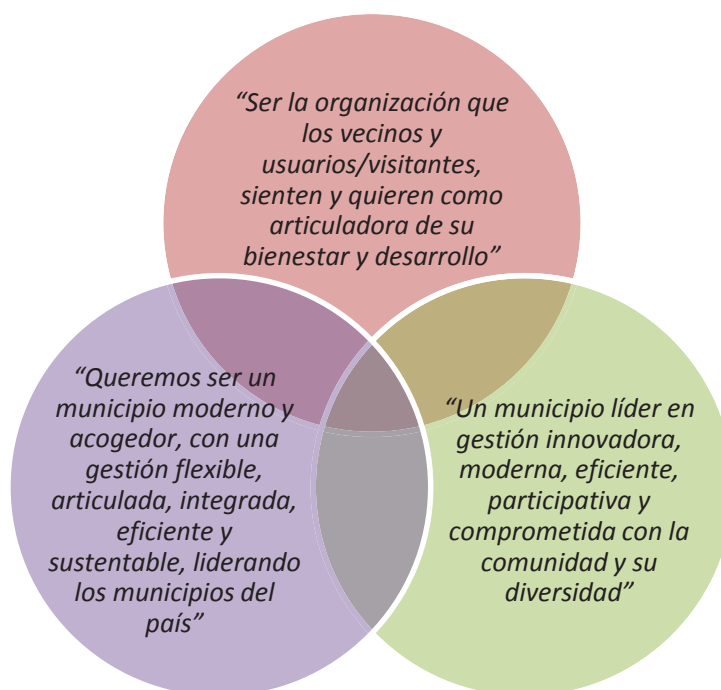 “Ser la organización que
los vecinos y
usuarios/visitantes,
sienten y quieren como
articuladora de su
bienestar y desarrollo”
“Queremos ser un
municipio moderno y
acogedor, con una
gestión flexible,
articulada, integrada,
eficiente y
sustentable, liderando
los municipios del
país”
“Un municipio líder en
gestión innovadora,
moderna, eficiente,
participativa y
comprometida con la
comunidad y su
diversidad”